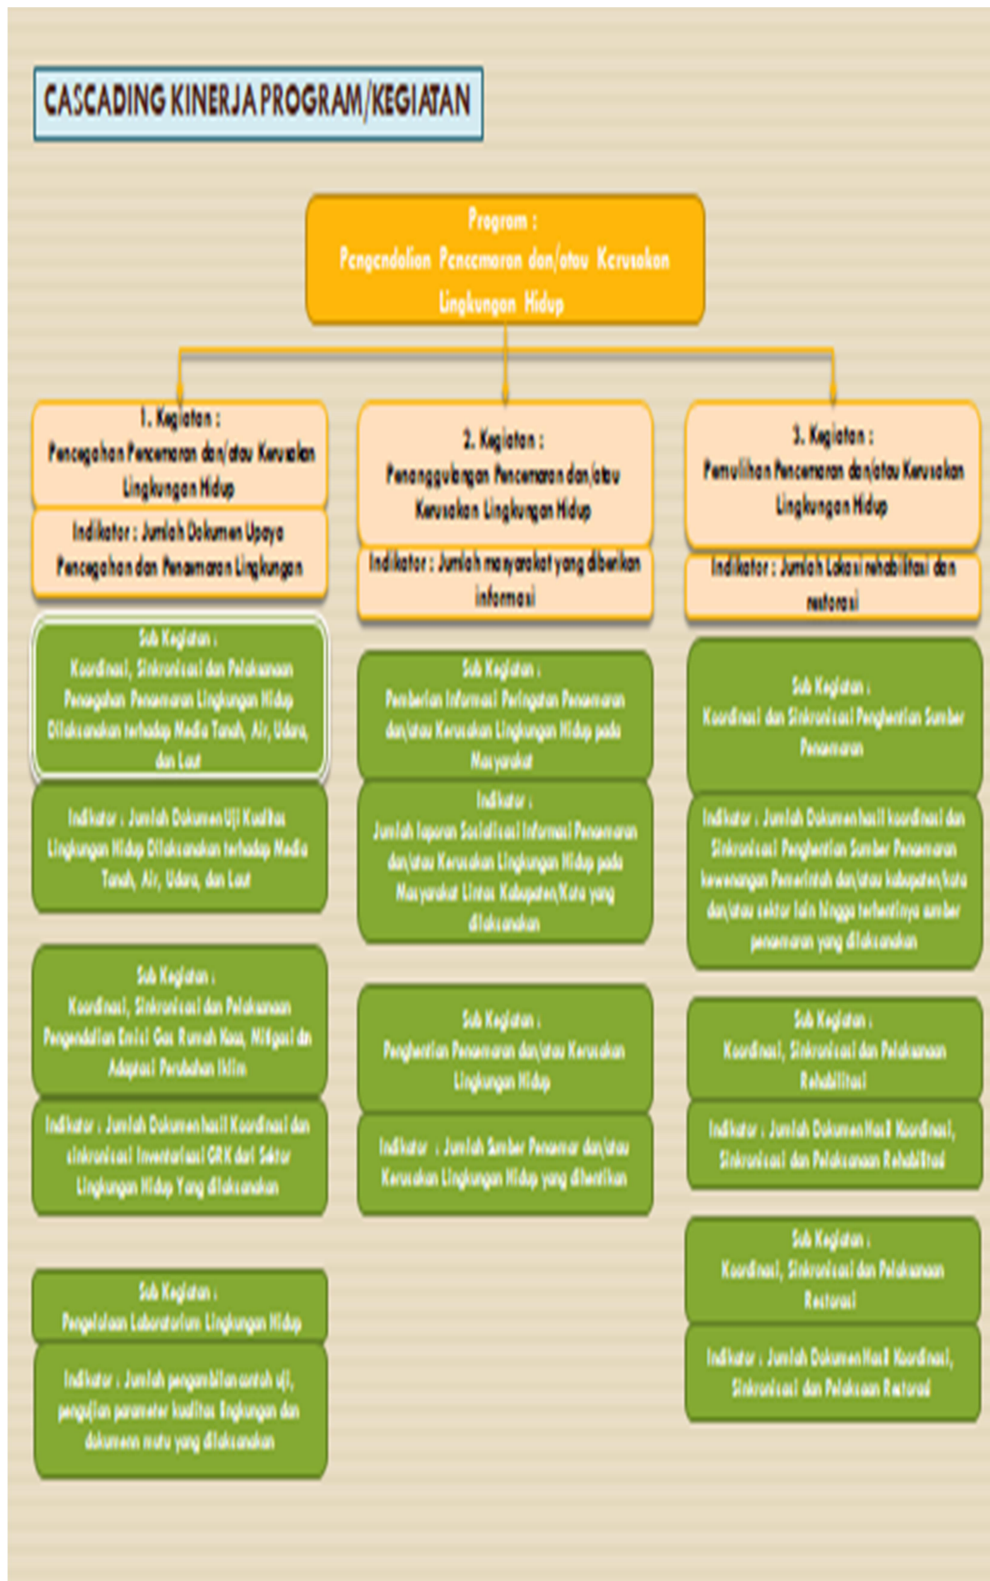 CASCADING KINERJA PROGRAM/KEGIATAN
Program :
Pengendalian Pencemaran dan/atau Kerusakan
Lingkungan Hidup
1. Kegiatan :
Pencegahan Pencemaran dan/atau Kerusakan
Lingkungan Hidup
Indikator : Jumlah Dokumen Upaya
Pencegahan dan Pencemaran Lingkungan
Sub Kegiatan :
Koordinasi, Sinkronisasi dan Pelaksanaan
Pencegahan Pencemaran Lingkungan Hidup
Dilaksanakan terhadap Media Tanah, Air, Udara,
dan Laut
Indikator : Jumlah Dokumen Uji Kualitas
Lingkungan Hidup Dilaksanakan terhadap Media
Tanah, Air, Udara, dan Laut
Sub Kegiatan :
Koordinasi, Sinkronisasi dan Pelaksanaan
Pengendalian Emisi Gas Rumah Kaca, Mitigasi dan
Adaptasi Perubahan Iklim
Indikator : Jumlah Dokumen hasil Koordinasi dan
sinkronisasi Inventarisasi GRK dari Sektor
Lingkungan Hidup Yang dilaksanakan
Sub Kegiatan :
Pengelolaan Laboratorium Lingkungan Hidup
Indikator : Jumlah pengambilan contoh uji,
pengujian parameter kualitas lingkungan dan
dokumenn mutu yang dilaksanakan
2. Kegiatan :
Penanggulangan Pencemaran dan/atau
Kerusakan Lingkungan Hidup
Indikator : Jumlah masyarakat yang diberikan
informasi
Sub Kegiatan :
Pemberian Informasi Peringatan Pencemaran
dan/atau Kerusakan Lingkungan Hidup pada
Masyarakat
Indikator :
Jumlah laporan Sosialisasi Informasi Pencemaran
dan/atau Kerusakan Lingkungan Hidup pada
Masyarakat Lintas Kabupaten/Kota yang
dilaksanakan
Sub Kegiatan :
Penghentian Pencemaran dan/atau Kerusakan
Lingkungan Hidup
Indikator : Jumlah Sumber Pencemar dan/atau
Kerusakan Lingkungan Hidup yang dihentikan
3. Kegiatan :
Pemulihan Pencemaran dan/atau Kerusakan
Lingkungan Hidup
Indikator : Jumlah Lokasi rehabilitasi dan
restorasi
Sub Kegiatan :
Koordinasi dan Sinkronisasi Penghentian Sumber
Pencemaran
Indikator : Jumlah Dokumen hasil koordinasi dan
Sinkronisasi Penghentian Sumber Pencemaran
kewenangan Pemerintah dan/atau kabupaten/kota
dan/atau sektor lain hingga terhentinya sumber
pencemaran yang dilaksanakan
Sub Kegiatan :
Koordinasi, Sinkronisasi dan Pelaksanaan
Rehabilitasi
Indikator : Jumlah Dokumen Hasil Koordinasi,
Sinkronisasi dan Pelaksanaan Rehabilitasi
Sub Kegiatan :
Koordinasi, Sinkronisasi dan Pelaksanaan
Restorasi
Indikator : Jumlah Dokumen Hasil Koordinasi,
Sinkronisasi dan Pelaksaan Restorasi